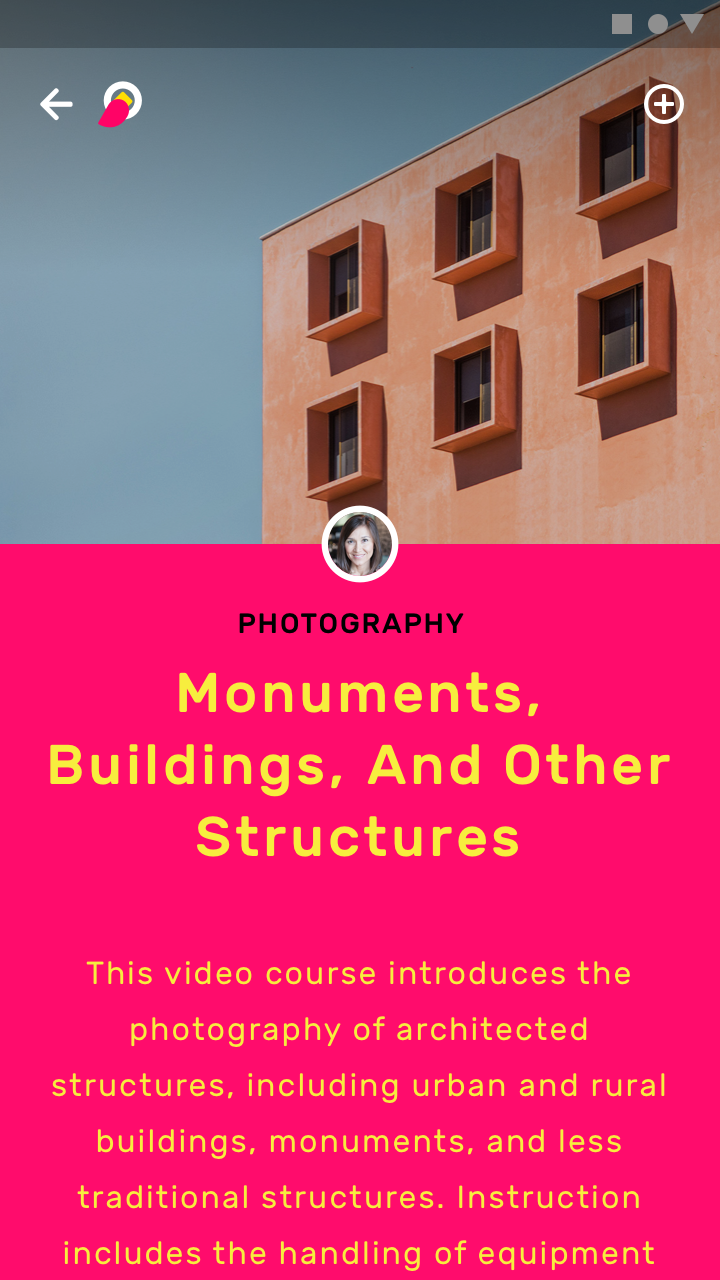 PHOTOGRAPHY
Monuments,
Buildings, And Other
Structures
This video course introduces the
photography of architected
structures, including urban and rural
buildings, monuments, and less
traditional structures. Instruction
includes the handling of equipment